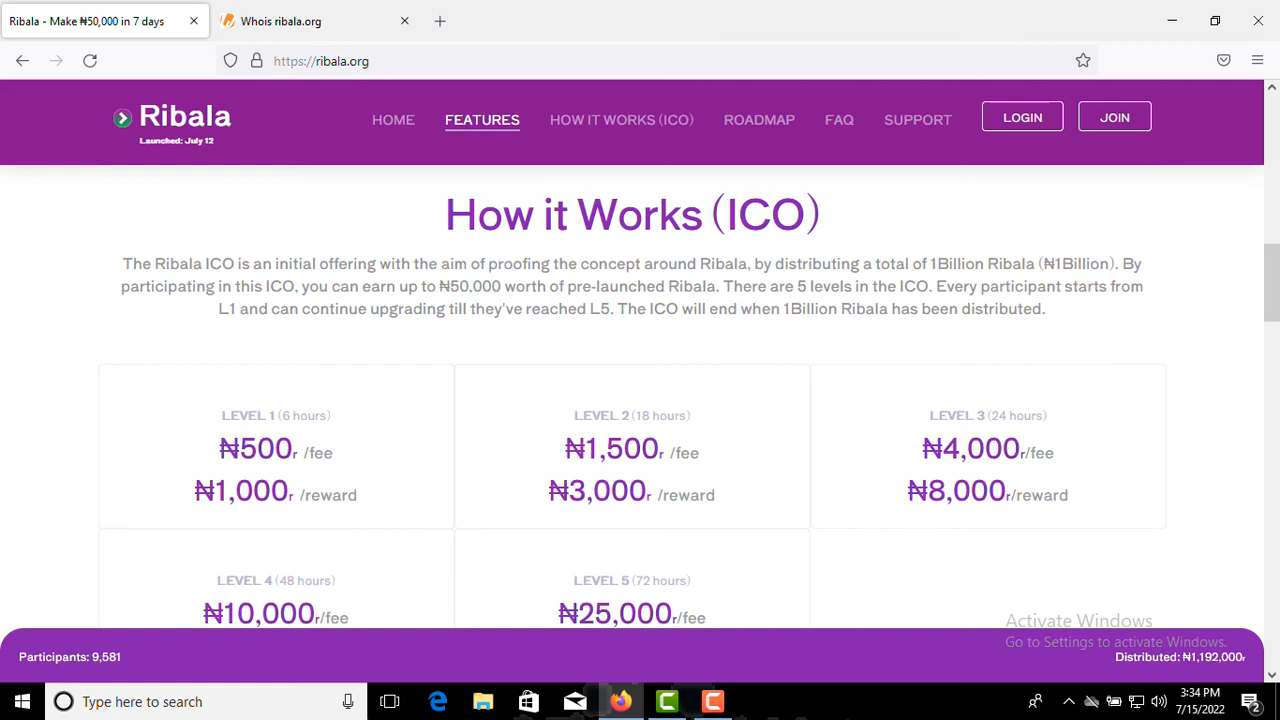 Ribala - Make ₦50,000 in 7 days
Whois ribala.org
https://ribala.org
Ribala
Launched: July 12
HOME
FEATURES
HOW IT WORKS (ICO)
ROADMAP
FAQ
SUPPORT
LOGIN
JOIN
How it Works (ICO)
The Ribala ICO is an initial offering with the aim of proofing the concept around Ribala, by distributing a total of 1Billion Ribala (₦1Billion). By
participating in this ICO, you can earn up to ₦50,000 worth of pre-launched Ribala. There are 5 levels in the ICO. Every participant starts from
L1 and can continue upgrading till they've reached L5. The ICO will end when 1Billion Ribala has been distributed.
LEVEL 1 (6 hours)
₦500r /fee
₦1,000r /reward
LEVEL 2 (18 hours)
₦1,500r /fee
₦3,000r /reward
LEVEL 3 (24 hours)
₦4,000r/fee
₦8,000r/reward
LEVEL 4 (48 hours)
₦10,000r/fee
LEVEL 5 (72 hours)
₦25,000r/fee
Activate Windows
Go to Settings to activate Windows.
Participants: 9,581
Distributed: ₦1,192,000r
Type here to search
3:34 PM
7/15/2022
2